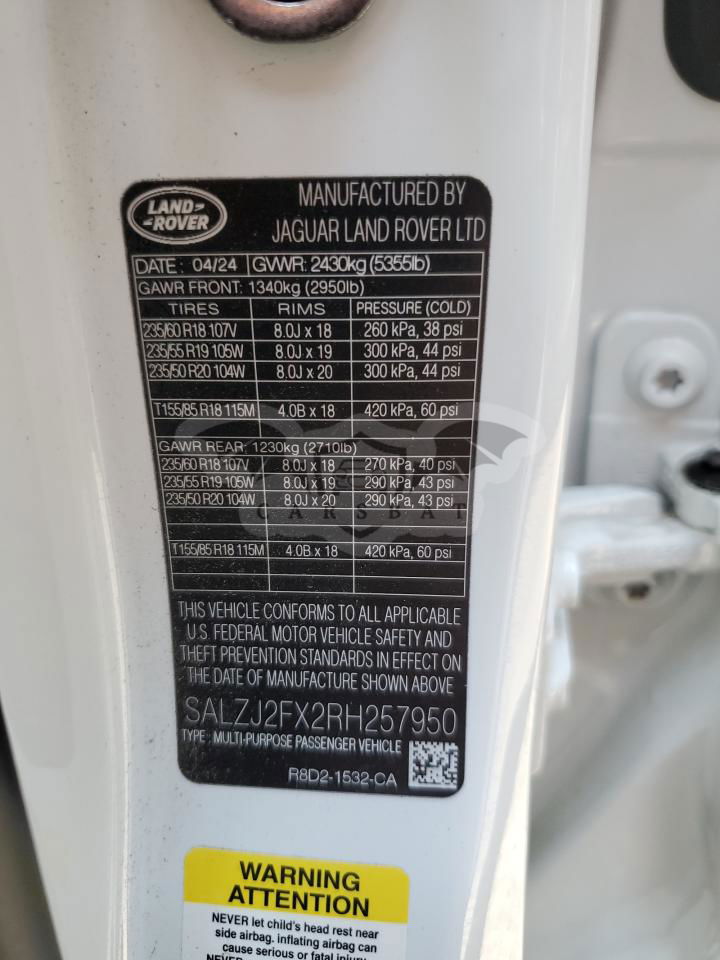 LAND-
-ROVER
MANUFACTURED BY
JAGUAR LAND ROVER LTD
DATE: 04/24 GVWR: 2430kg (5355lb)
GAWR FRONT: 1340kg (2950lb)
TIRES RIMS PRESSURE (COLD)
235/60 R18 107V 8.0J x 18 260 kPa, 38 psi
235/55 R19 105W 8.0J x 19 300 kPa, 44 psi
235/50 R20 104W 8.0J x 20 300 kPa, 44 psi
T155/85 R18 115M 4.0B x 18 420 kPa, 60 psi
GAWR REAR: 1230kg (2710lb)
235/60 R18 107V 8.0J x 18 270 kPa, 40 psi
235/55 R19 105W 8.0J x 19 290 kPa, 43 psi
235/50 R20 104W 8.0J x 20 290 kPa, 43 psi
CARSBAT
T155/85 R18 115M 4.0B x 18 420 kPa, 60 psi
THIS VEHICLE CONFORMS TO ALL APPLICABLE
U.S. FEDERAL MOTOR VEHICLE SAFETY AND
THEFT PREVENTION STANDARDS IN EFFECT ON
THE DATE OF MANUFACTURE SHOWN ABOVE
SALZJ2FX2RH257950
TYPE: MULTI-PURPOSE PASSENGER VEHICLE
R8D2-1532-CA
WARNING
ATTENTION
NEVER let child's head rest near
side airbag. inflating airbag can
cause serious or fatal injury